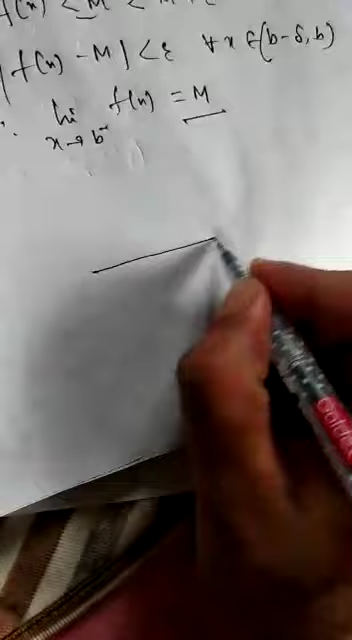 f(x) ≤ M < M + ε
|f(x) - M| < ε ∀ x ∈ (b-δ, b)
∴ lim f(x) = M
x→b⁻